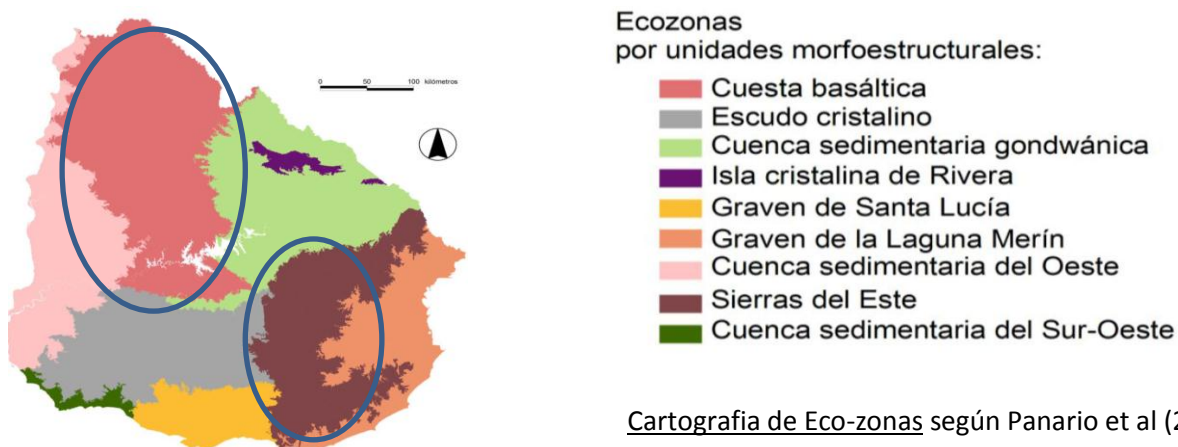 0 50 100 kilómetros
Ecozonas
por unidades morfoestructurales:
Cuesta basáltica
Escudo cristalino
Cuenca sedimentaria gondwánica
Isla cristalina de Rivera
Graven de Santa Lucía
Graven de la Laguna Merín
Cuenca sedimentaria del Oeste
Sierras del Este
Cuenca sedimentaria del Sur-Oeste
Cartografia de Eco-zonas según Panario et al (2